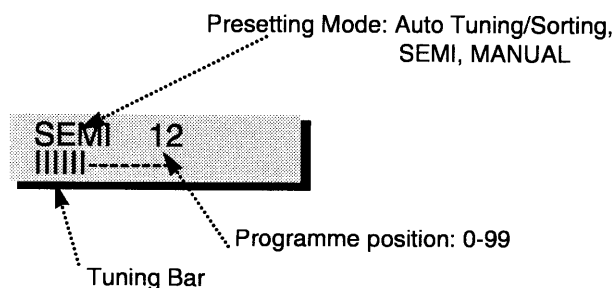 Presetting Mode: Auto Tuning/Sorting,
SEMI, MANUAL
SEMI 12
Programme position: 0-99
Tuning Bar